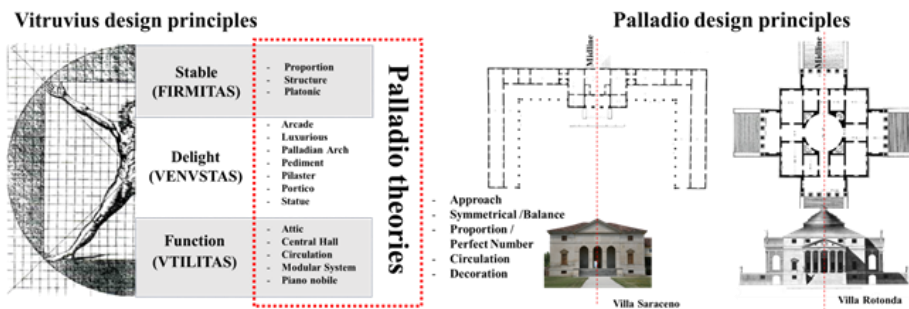 Vitruvius design principles
Stable
(FIRMITAS)
- Proportion
- Structure
- Platonic
Delight
(VENVSTAS)
- Arcade
- Luxurious
- Palladian Arch
- Pediment
- Pilaster
- Portico
- Statue
Function
(VTILITAS)
- Attic
- Central Hall
- Circulation
- Modular System
- Piano nobile
Palladio theories
Palladio design principles
Midline
Midline
- Approach
- Symmetrical /Balance
- Proportion /
Perfect Number
- Circulation
- Decoration
Villa Saraceno
Villa Rotonda